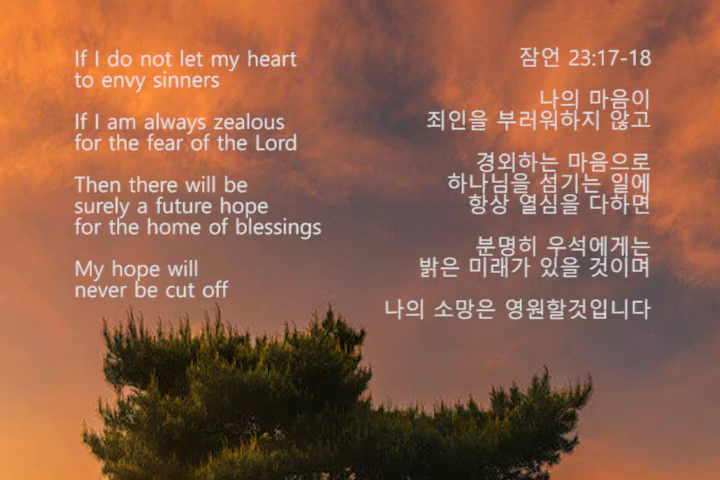 If I do not let my heart
to envy sinners
If I am always zealous
for the fear of the Lord
Then there will be
surely a future hope
for the home of blessings
My hope will
never be cut off
잠언 23:17-18
나의 마음이
죄인을 부러워하지 않고
경외하는 마음으로
하나님을 섬기는 일에
항상 열심을 다하면
분명히 우석에게는
밝은 미래가 있을 것이며
나의 소망은 영원할것입니다